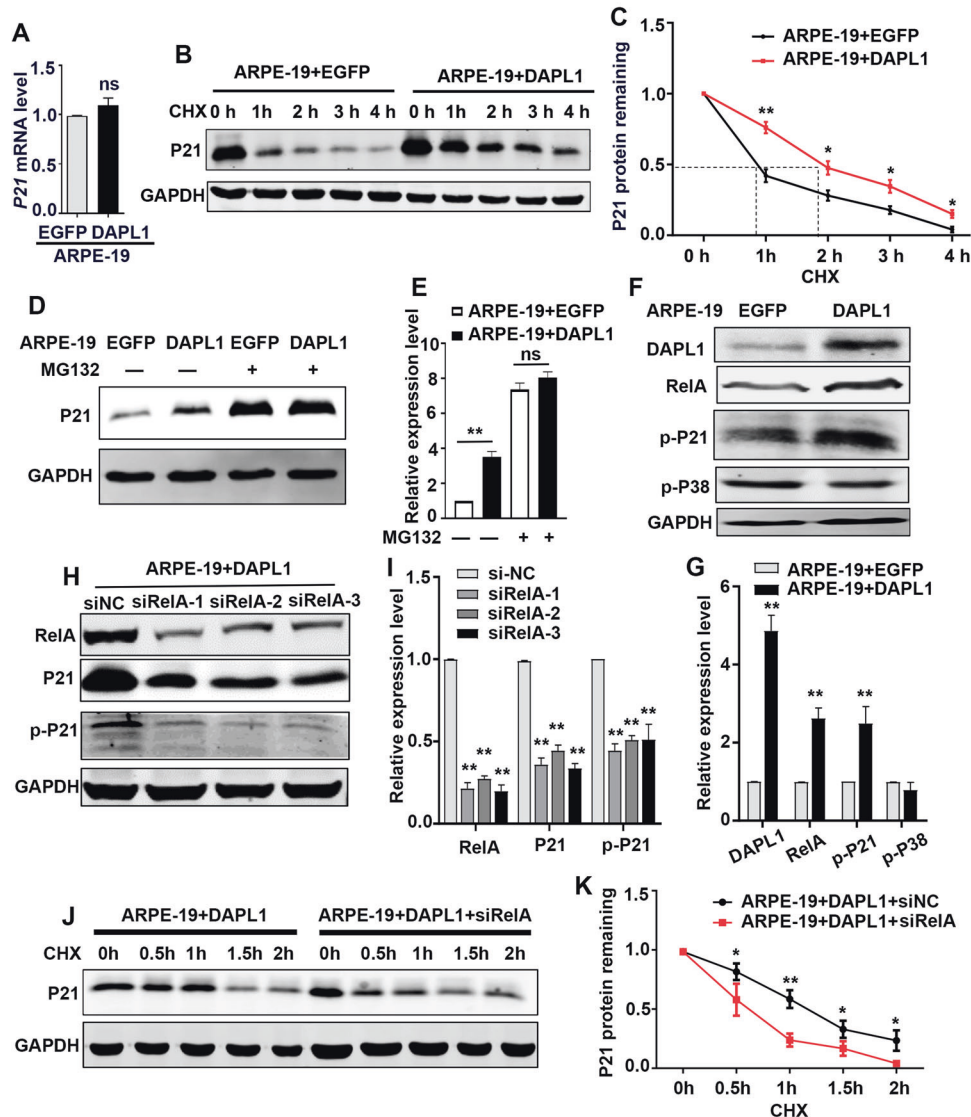 A
P21 mRNA level
1.5
1.0
0.5
0.0
ns
EGFP DAPL1
ARPE-19
B
ARPE-19+EGFP ARPE-19+DAPL1
CHX 0 h 1h 2 h 3 h 4 h 0 h 1h 2 h 3 h 4 h
P21
GAPDH
C
ARPE-19+EGFP
ARPE-19+DAPL1
P21 protein remaining
1.5
1.0
0.5
0.0
** * * *
0 h 1h 2 h 3 h 4 h
CHX
D
ARPE-19 EGFP DAPL1 EGFP DAPL1
MG132 — — + +
P21
GAPDH
E
ARPE-19+EGFP
ARPE-19+DAPL1
Relative expression level
10
8
6
4
2
0
**
ns
MG132 — — + +
F
ARPE-19 EGFP DAPL1
DAPL1
RelA
p-P21
p-P38
GAPDH
H
ARPE-19+DAPL1
siNC siRelA-1 siRelA-2 siRelA-3
RelA
P21
p-P21
GAPDH
I
si-NC
siRelA-1
siRelA-2
siRelA-3
Relative expression level
1.5
1.0
0.5
0.0
** ** ** ** ** ** ** ** **
RelA P21 p-P21
G
ARPE-19+EGFP
ARPE-19+DAPL1
Relative expression level
6
4
2
0
** ** **
DAPL1 RelA p-P21 p-P38
J
ARPE-19+DAPL1 ARPE-19+DAPL1+siRelA
CHX 0h 0.5h 1h 1.5h 2h 0h 0.5h 1h 1.5h 2h
P21
GAPDH
K
ARPE-19+DAPL1+siNC
ARPE-19+DAPL1+siRelA
P21 protein remaining
1.5
1.0
0.5
0.0
* ** * *
0h 0.5h 1h 1.5h 2h
CHX